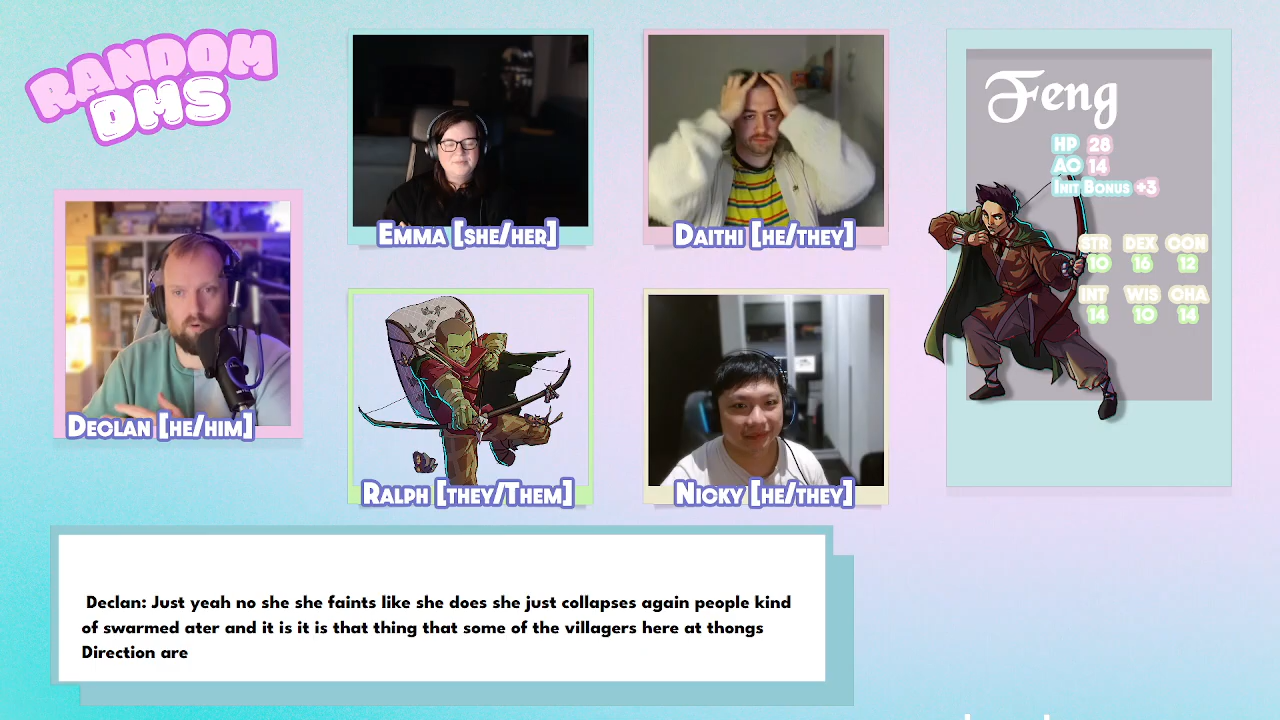 RANDOM
DMS
Emma [she/her]
Daithi [he/they]
Declan [he/him]
Ralph [they/Them]
Nicky [he/they]
Feng
HP 28
AC 14
Init Bonus +3
STR DEX CON
10 16 12
INT WIS CHA
14 10 14
Declan: Just yeah no she she faints like she does she just collapses again people kind
of swarmed ater and it is it is that thing that some of the villagers here at thongs
Direction are